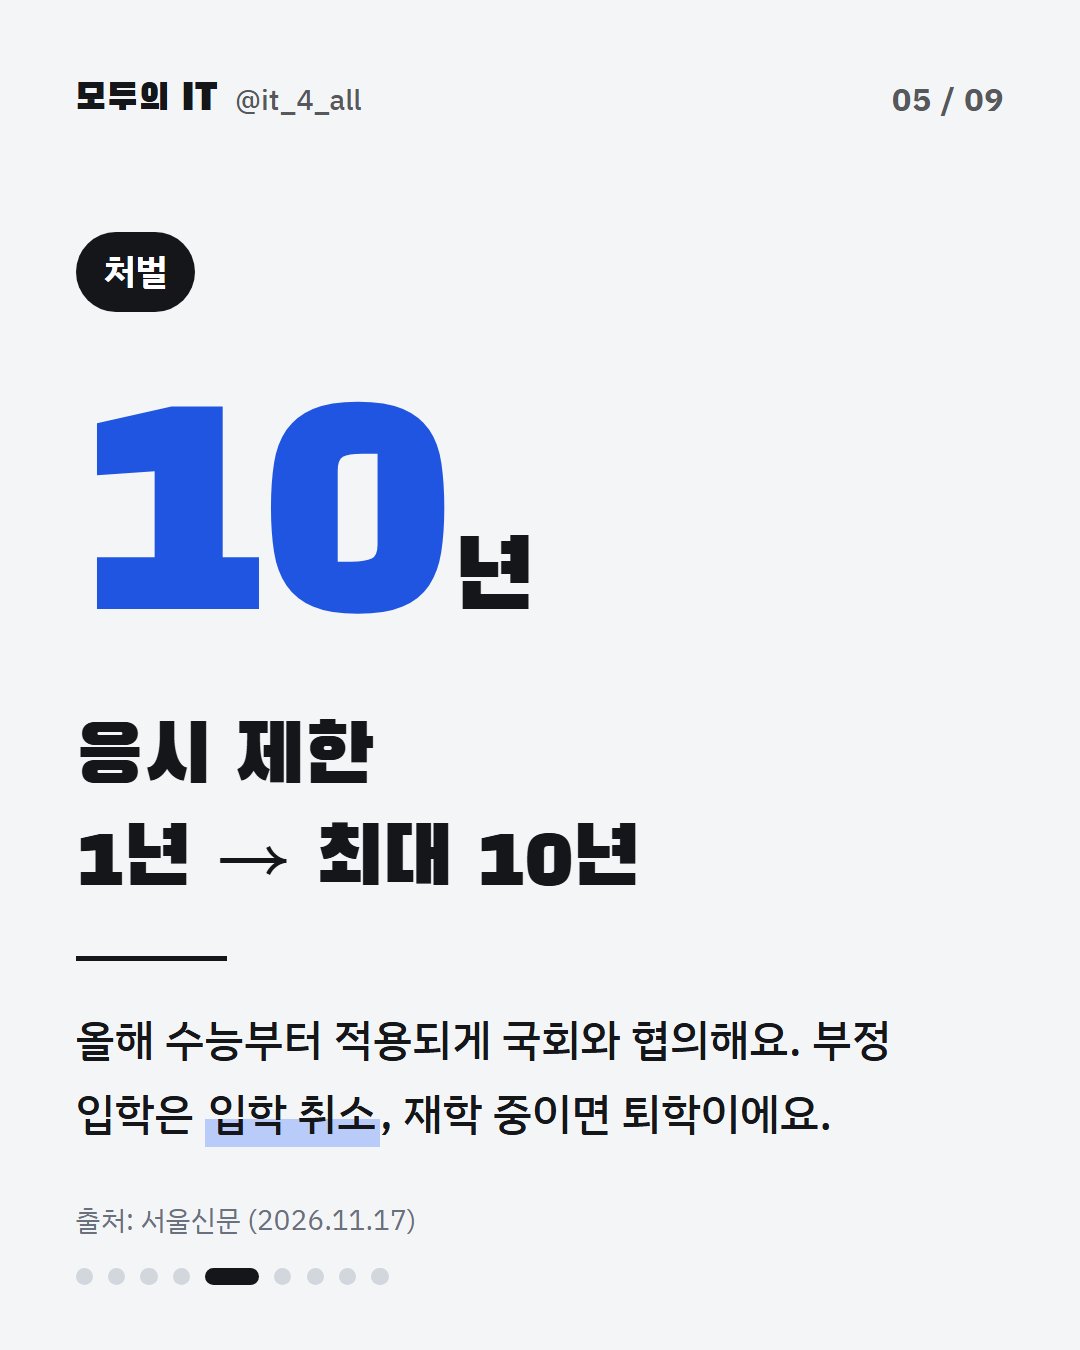 모두의 IT @it_4_all
05 / 09
처벌
10년
응시 제한
1년 → 최대 10년
올해 수능부터 적용되게 국회와 협의해요. 부정
입학은 입학 취소, 재학 중이면 퇴학이에요.
출처: 서울신문 (2026.11.17)